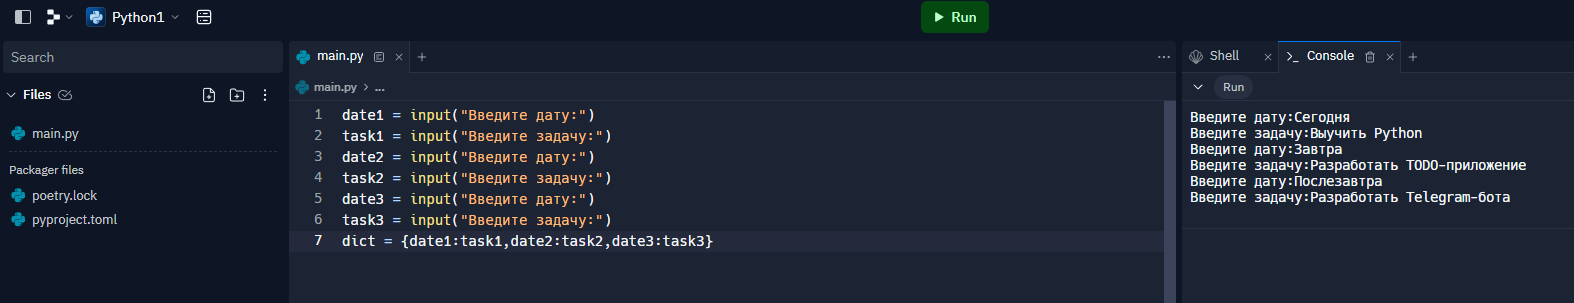 Python1
Run
Search
Files
main.py
Packager files
poetry.lock
pyproject.toml
main.py
main.py > ...
1 date1 = input("Введите дату:")
2 task1 = input("Введите задачу:")
3 date2 = input("Введите дату:")
4 task2 = input("Введите задачу:")
5 date3 = input("Введите дату:")
6 task3 = input("Введите задачу:")
7 dict = {date1:task1,date2:task2,date3:task3}
Shell
Console
Run
Введите дату:Сегодня
Введите задачу:Выучить Python
Введите дату:Завтра
Введите задачу:Разработать TODO-приложение
Введите дату:Послезавтра
Введите задачу:Разработать Telegram-бота